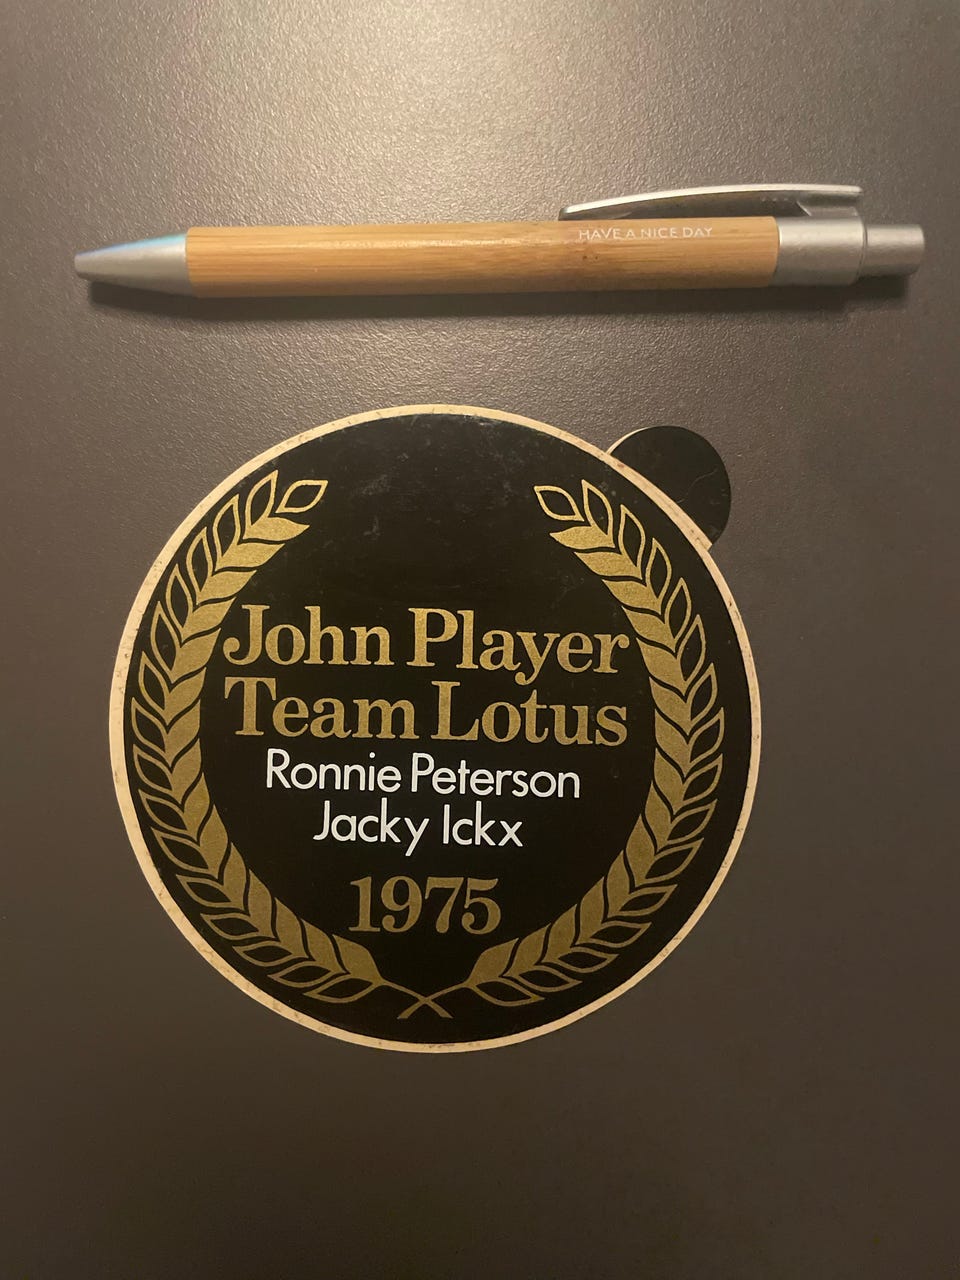 HAVE A NICE DAY
John Player
Team Lotus
Ronnie Peterson
Jacky Ickx
1975